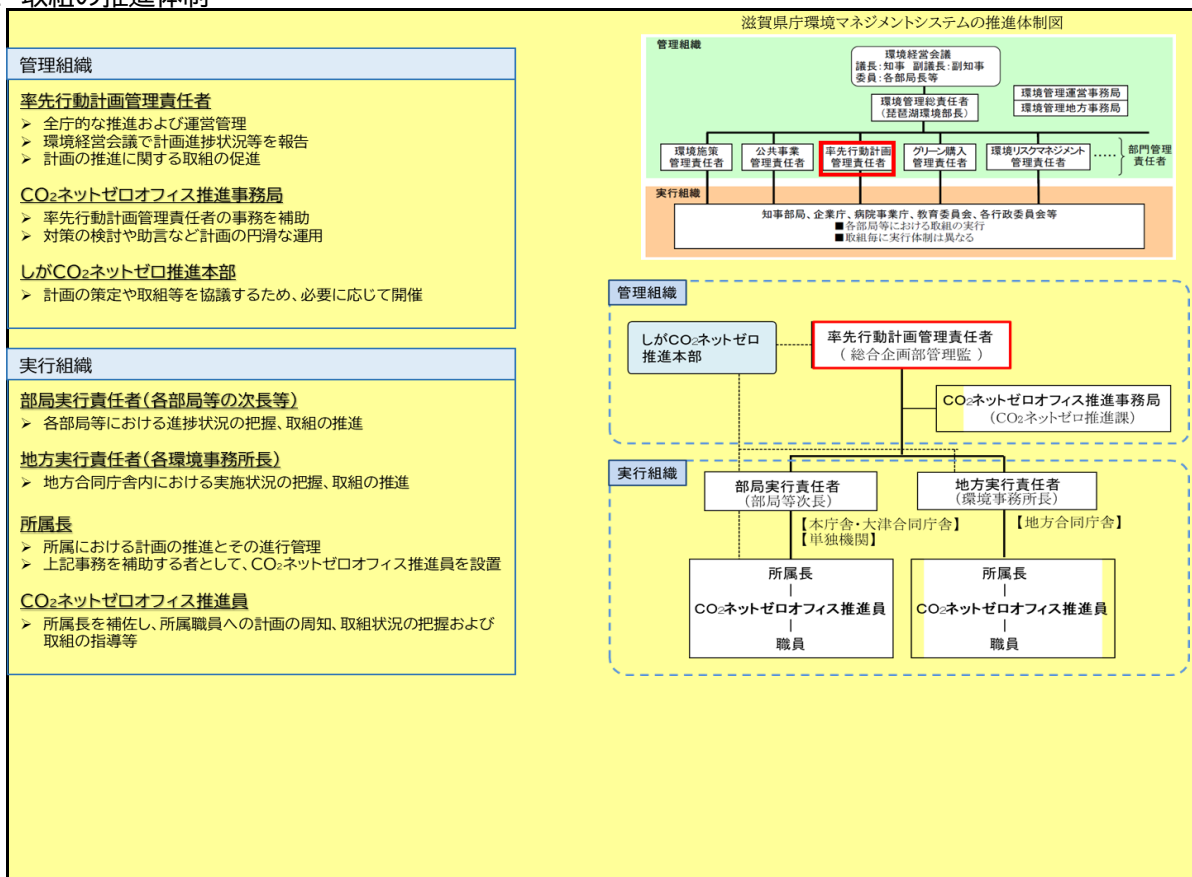 取組の推進体制
管理組織
率先行動計画管理責任者
➢ 全庁的な推進および運営管理
➢ 環境経営会議で計画進捗状況等を報告
➢ 計画の推進に関する取組の促進
CO₂ネットゼロオフィス推進事務局
➢ 率先行動計画管理責任者の事務を補助
➢ 対策の検討や助言など計画の円滑な運用
しがCO₂ネットゼロ推進本部
➢ 計画の策定や取組等を協議するため、必要に応じて開催
実行組織
部局実行責任者(各部局等の次長等)
➢ 各部局等における進捗状況の把握、取組の推進
地方実行責任者(各環境事務所長)
➢ 地方合同庁舎内における実施状況の把握、取組の推進
所属長
➢ 所属における計画の推進とその進行管理
➢ 上記事務を補助する者として、CO₂ネットゼロオフィス推進員を設置
CO₂ネットゼロオフィス推進員
➢ 所属長を補佐し、所属職員への計画の周知、取組状況の把握および
取組の指導等
滋賀県庁環境マネジメントシステムの推進体制図
管理組織
環境経営会議
議長:知事 副議長:副知事
委員:各部局長等
環境管理総責任者
(琵琶湖環境部長)
環境管理運営事務局
環境管理地方事務局
環境施策
管理責任者
公共事業
管理責任者
率先行動計画
管理責任者
グリーン購入
管理責任者
環境リスクマネジメント
管理責任者
‥‥‥
部門管理
責任者
実行組織
知事部局、企業庁、病院事業庁、教育委員会、各行政委員会等
■各部局等における取組の実行
■取組毎に実行体制は異なる
管理組織
しがCO₂ネットゼロ
推進本部
率先行動計画管理責任者
(総合企画部管理監)
CO₂ネットゼロオフィス推進事務局
(CO₂ネットゼロ推進課)
実行組織
部局実行責任者
(部局等次長)
地方実行責任者
(環境事務所長)
【本庁舎・大津合同庁舎】
【単独機関】
【地方合同庁舎】
所属長
CO₂ネットゼロオフィス推進員
職員
所属長
CO₂ネットゼロオフィス推進員
職員